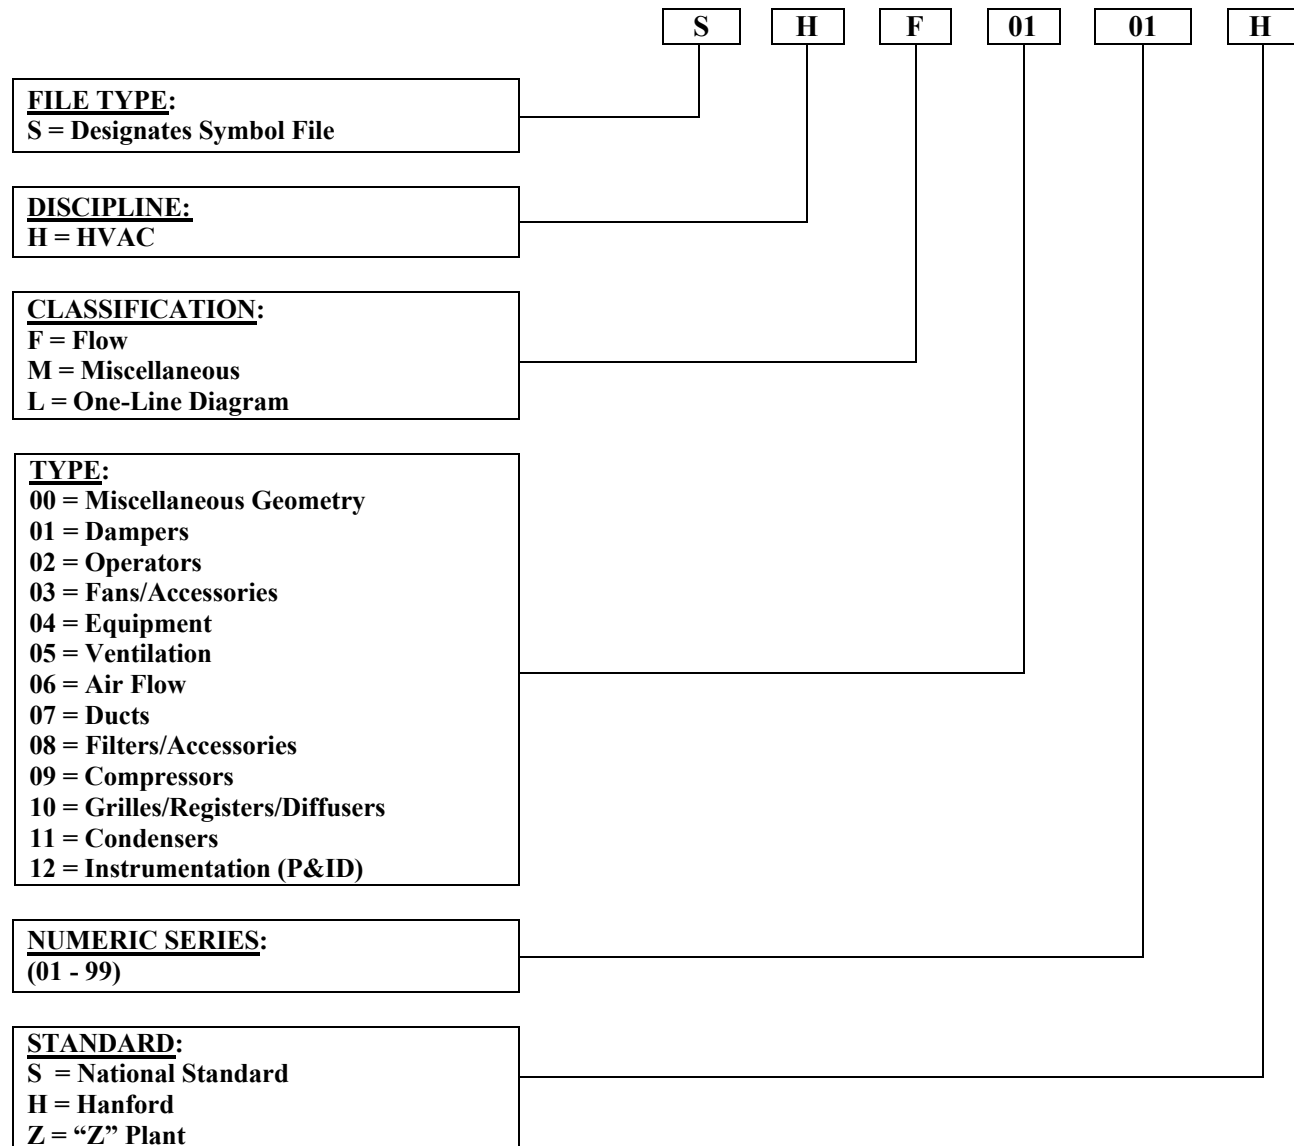 S H F 01 01 H
FILE TYPE:
S = Designates Symbol File
DISCIPLINE:
H = HVAC
CLASSIFICATION:
F = Flow
M = Miscellaneous
L = One-Line Diagram
TYPE:
00 = Miscellaneous Geometry
01 = Dampers
02 = Operators
03 = Fans/Accessories
04 = Equipment
05 = Ventilation
06 = Air Flow
07 = Ducts
08 = Filters/Accessories
09 = Compressors
10 = Grilles/Registers/Diffusers
11 = Condensers
12 = Instrumentation (P&ID)
NUMERIC SERIES:
(01 - 99)
STANDARD:
S  = National Standard
H = Hanford
Z = “Z” Plant